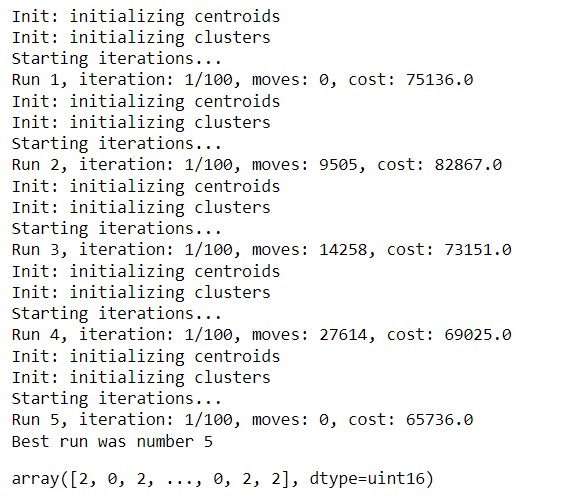 Init: initializing centroids
Init: initializing clusters
Starting iterations...
Run 1, iteration: 1/100, moves: 0, cost: 75136.0
Init: initializing centroids
Init: initializing clusters
Starting iterations...
Run 2, iteration: 1/100, moves: 9505, cost: 82867.0
Init: initializing centroids
Init: initializing clusters
Starting iterations...
Run 3, iteration: 1/100, moves: 14258, cost: 73151.0
Init: initializing centroids
Init: initializing clusters
Starting iterations...
Run 4, iteration: 1/100, moves: 27614, cost: 69025.0
Init: initializing centroids
Init: initializing clusters
Starting iterations...
Run 5, iteration: 1/100, moves: 0, cost: 65736.0
Best run was number 5
array([2, 0, 2, ..., 0, 2, 2], dtype=uint16)